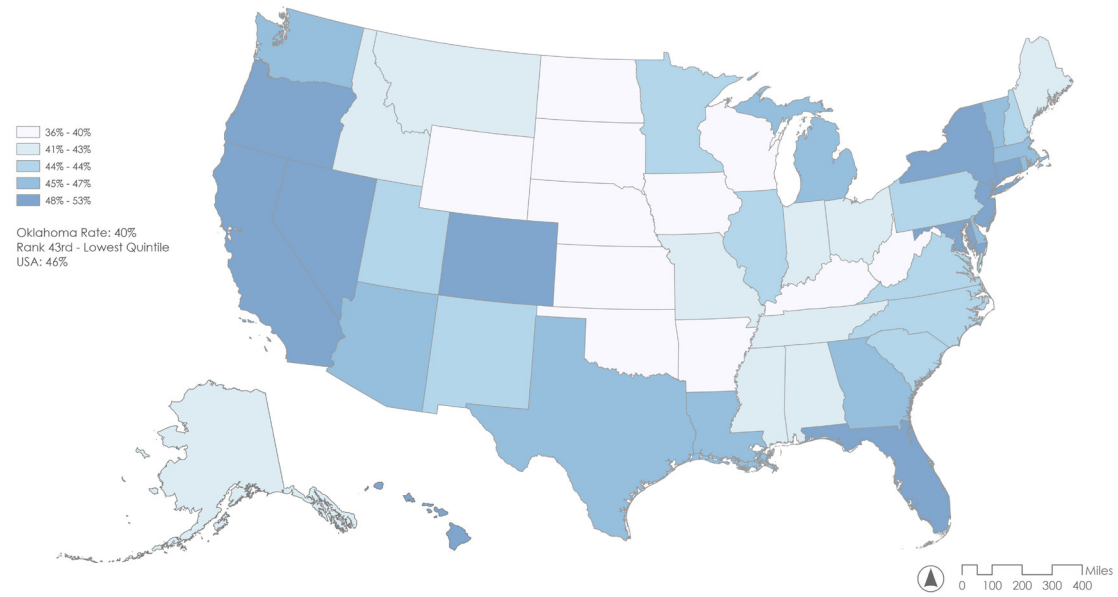 36% - 40%
41% - 43%
44% - 44%
45% - 47%
48% - 53%
Oklahoma Rate: 40%
Rank 43rd - Lowest Quintile
USA: 46%
Miles
0 100 200 300 400